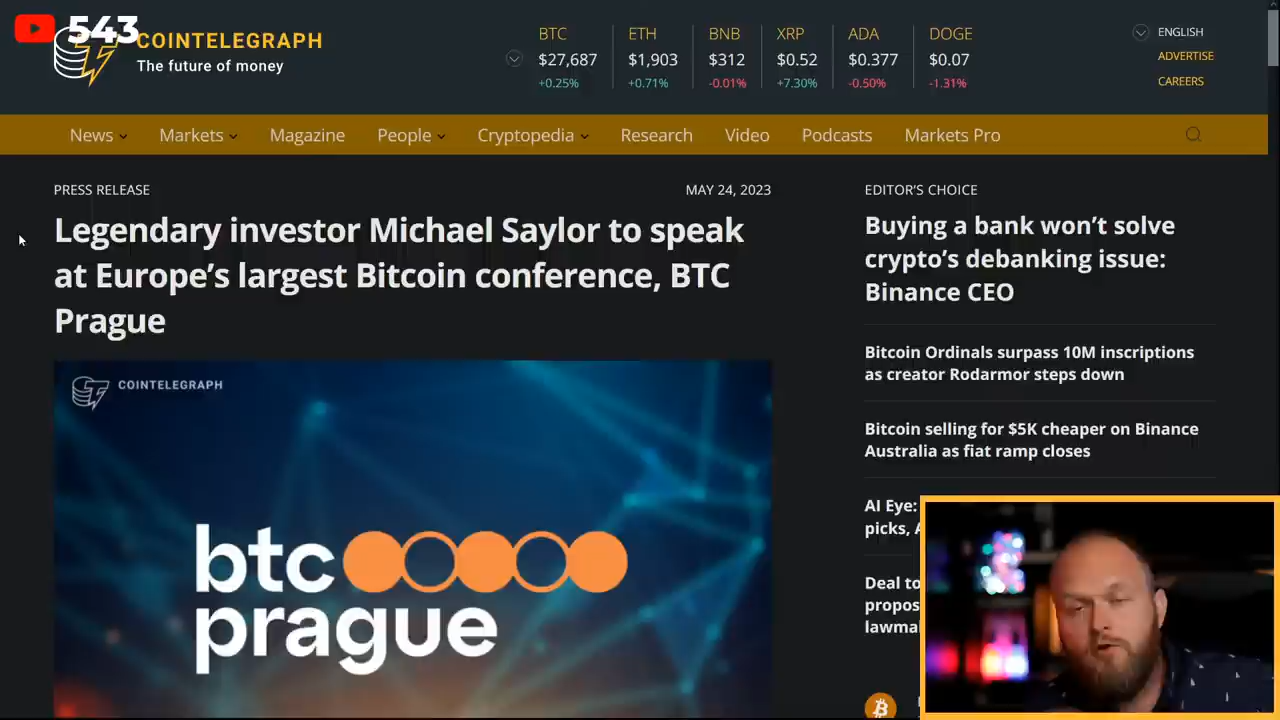 543
COINTELEGRAPH
The future of money
BTC
$27,687
+0.25%
ETH
$1,903
+0.71%
BNB
$312
-0.01%
XRP
$0.52
+7.30%
ADA
$0.377
-0.50%
DOGE
$0.07
-1.31%
ENGLISH
ADVERTISE
CAREERS
News
Markets
Magazine
People
Cryptopedia
Research
Video
Podcasts
Markets Pro
PRESS RELEASE
MAY 24, 2023
Legendary investor Michael Saylor to speak
at Europe’s largest Bitcoin conference, BTC
Prague
COINTELEGRAPH
btc
prague
EDITOR’S CHOICE
Buying a bank won’t solve
crypto’s debanking issue:
Binance CEO
Bitcoin Ordinals surpass 10M inscriptions
as creator Rodarmor steps down
Bitcoin selling for $5K cheaper on Binance
Australia as fiat ramp closes
AI Eye:
picks,
Deal to